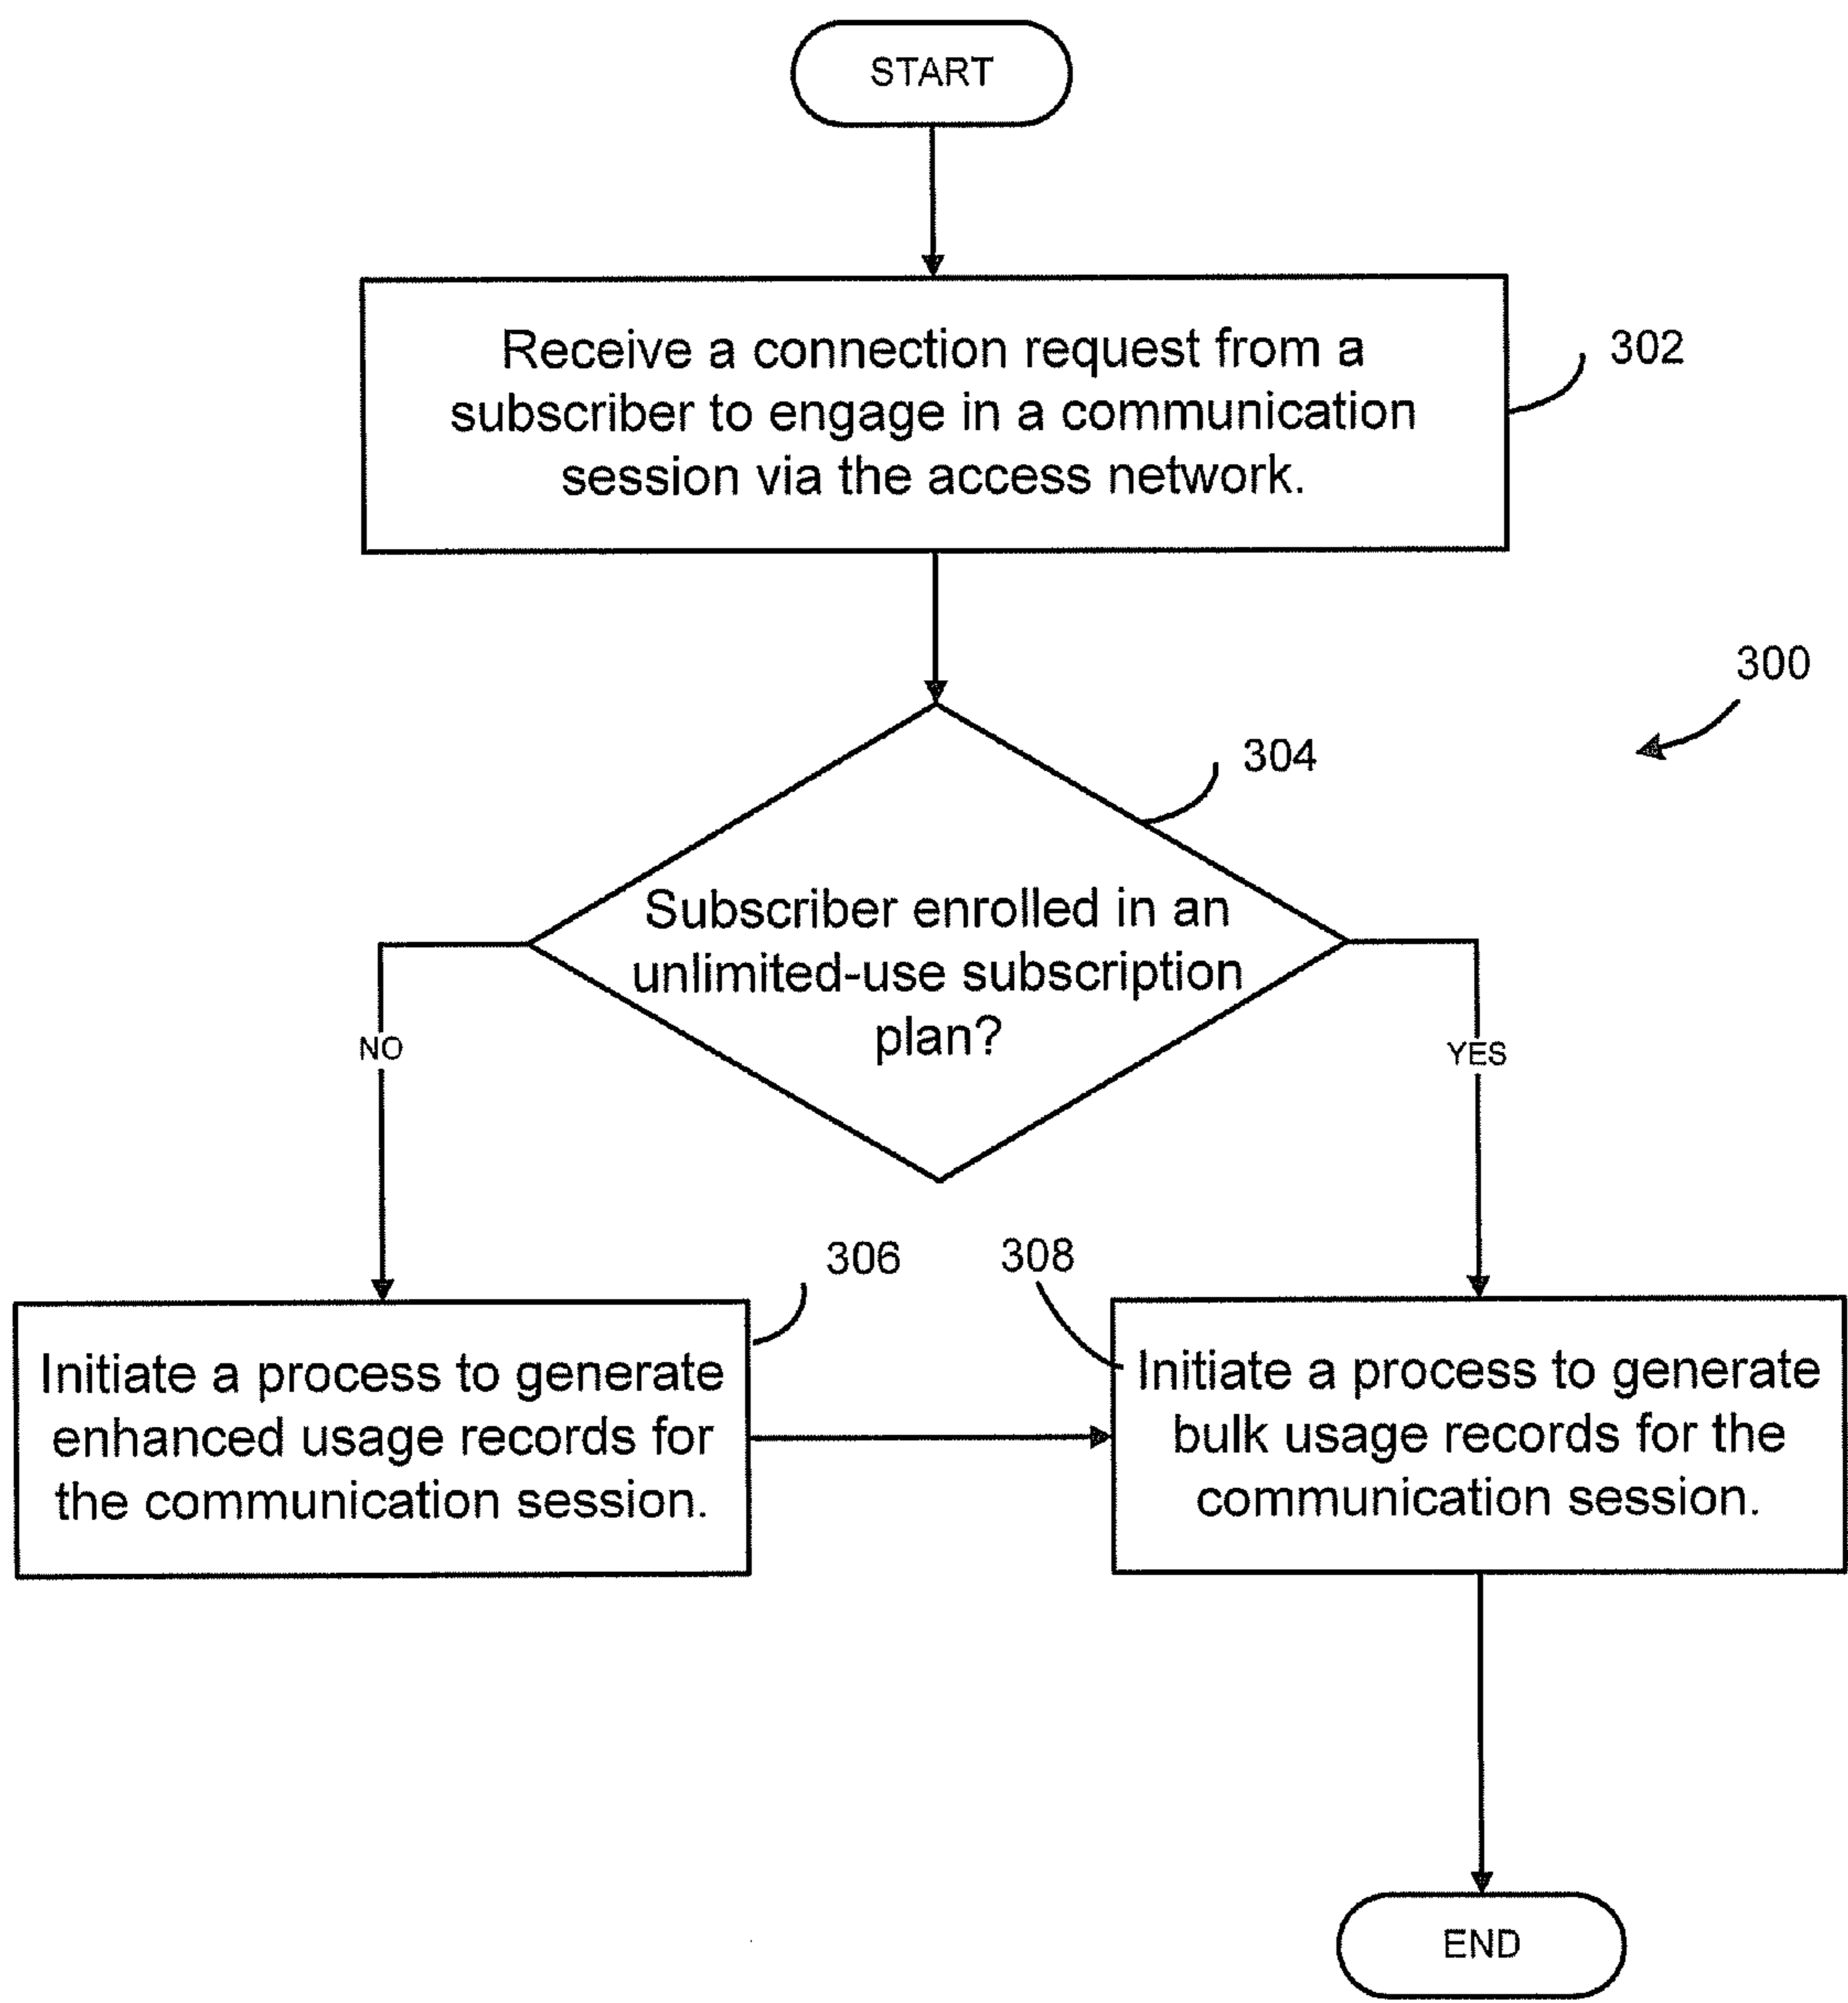 START
Receive a connection request from a
subscriber to engage in a communication
session via the access network.
302
300
304
Subscriber enrolled in an
unlimited-use subscription
plan?
NO
YES
306
308
Initiate a process to generate
enhanced usage records for
the communication session.
Initiate a process to generate
bulk usage records for the
communication session.
END